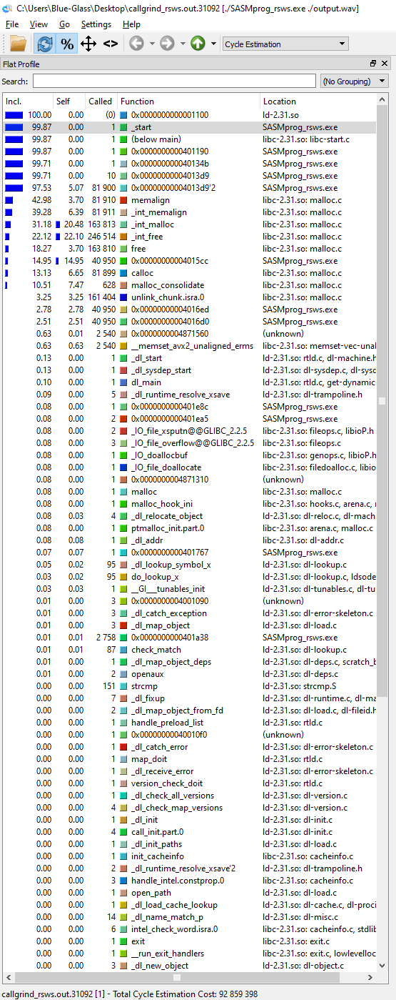 C:\Users\Blue-Glass\Desktop\callgrind_rsws.out.31092 [./SASMprog_rsws.exe ./output.wav]
File View Go Settings Help
% <> Cycle Estimation
Flat Profile
Search: (No Grouping)
Incl. Self Called Function Location
100.00 0.00 (0) 0x0000000000001100 ld-2.31.so
99.87 0.00 1 _start SASMprog_rsws.exe
99.87 0.00 1 (below main) libc-2.31.so: libc-start.c
99.87 0.00 1 0x0000000000401190 SASMprog_rsws.exe
99.71 0.00 1 0x000000000040134b SASMprog_rsws.exe
99.71 0.00 10 0x00000000004013d9 SASMprog_rsws.exe
97.53 5.07 81 900 0x00000000004013d9'2 SASMprog_rsws.exe
42.98 3.70 81 910 memalign libc-2.31.so: malloc.c
39.28 6.39 81 911 _int_memalign libc-2.31.so: malloc.c
31.18 20.48 163 813 _int_malloc libc-2.31.so: malloc.c
22.12 22.10 246 514 _int_free libc-2.31.so: malloc.c
18.27 3.70 163 810 free libc-2.31.so: malloc.c
14.95 14.95 40 950 0x00000000004015cc SASMprog_rsws.exe
13.13 6.65 81 899 calloc libc-2.31.so: malloc.c
10.51 7.47 628 malloc_consolidate libc-2.31.so: malloc.c
3.25 3.25 161 404 unlink_chunk.isra.0 libc-2.31.so: malloc.c
2.78 2.78 40 950 0x00000000004016ed SASMprog_rsws.exe
2.51 2.51 40 950 0x00000000004016d0 SASMprog_rsws.exe
0.63 0.01 2 540 0x0000000004871560 (unknown)
0.63 0.63 2 540 __memset_avx2_unaligned_erms libc-2.31.so: memset-vec-unal
0.13 0.00 1 _dl_start ld-2.31.so: rtld.c, dl-machine.h
0.13 0.00 1 _dl_sysdep_start ld-2.31.so: dl-sysdep.c, dl-sysd
0.10 0.00 1 dl_main ld-2.31.so: rtld.c, get-dynamic
0.09 0.00 5 _dl_runtime_resolve_xsave ld-2.31.so: dl-trampoline.h
0.08 0.00 1 0x0000000000401e8c SASMprog_rsws.exe
0.08 0.00 2 0x0000000000401ea5 SASMprog_rsws.exe
0.08 0.00 2 _IO_file_xsputn@@GLIBC_2.2.5 libc-2.31.so: fileops.c, libioP.h
0.08 0.00 3 _IO_file_overflow@@GLIBC_2.2.5 libc-2.31.so: fileops.c
0.08 0.00 1 _IO_doallocbuf libc-2.31.so: genops.c, libioP.h
0.08 0.00 1 _IO_file_doallocate libc-2.31.so: filedoalloc.c, libio
0.08 0.00 1 0x0000000004871310 (unknown)
0.08 0.00 1 malloc libc-2.31.so: malloc.c
0.08 0.00 1 malloc_hook_ini libc-2.31.so: hooks.c, arena.c, r
0.08 0.03 4 _dl_relocate_object ld-2.31.so: dl-reloc.c, dl-mach
0.08 0.00 1 ptmalloc_init.part.0 libc-2.31.so: arena.c, malloc.c
0.08 0.08 1 _dl_addr libc-2.31.so: dl-addr.c
0.07 0.07 1 0x0000000000401767 SASMprog_rsws.exe
0.05 0.02 95 _dl_lookup_symbol_x ld-2.31.so: dl-lookup.c
0.03 0.02 95 do_lookup_x ld-2.31.so: dl-lookup.c, ldsode
0.03 0.03 1 __GI___tunables_init ld-2.31.so: dl-tunables.c, dl-tu
0.01 0.00 3 0x0000000004001090 (unknown)
0.01 0.00 3 _dl_catch_exception ld-2.31.so: dl-error-skeleton.c
0.01 0.00 3 _dl_map_object ld-2.31.so: dl-load.c
0.01 0.01 2 758 0x0000000000401a38 SASMprog_rsws.exe
0.01 0.01 87 check_match ld-2.31.so: dl-lookup.c
0.01 0.00 1 _dl_map_object_deps ld-2.31.so: dl-deps.c, scratch_b
0.01 0.00 2 openaux ld-2.31.so: dl-deps.c
0.00 0.00 151 strcmp ld-2.31.so: strcmp.S
0.00 0.00 7 _dl_fixup ld-2.31.so: dl-runtime.c, dl-ma
0.00 0.00 2 _dl_map_object_from_fd ld-2.31.so: dl-load.c, dl-fileid.h
0.00 0.00 1 handle_preload_list ld-2.31.so: rtld.c
0.00 0.00 1 0x00000000040010f0 (unknown)
0.00 0.00 1 _dl_catch_error ld-2.31.so: dl-error-skeleton.c
0.00 0.00 1 map_doit ld-2.31.so: rtld.c
0.00 0.00 1 _dl_receive_error ld-2.31.so: dl-error-skeleton.c
0.00 0.00 1 version_check_doit ld-2.31.so: rtld.c
0.00 0.00 1 _dl_check_all_versions ld-2.31.so: dl-version.c
0.00 0.00 4 _dl_check_map_versions ld-2.31.so: dl-version.c
0.00 0.00 1 _dl_init ld-2.31.so: dl-init.c
0.00 0.00 4 call_init.part.0 ld-2.31.so: dl-init.c
0.00 0.00 1 _dl_init_paths ld-2.31.so: dl-load.c
0.00 0.00 1 init_cacheinfo libc-2.31.so: cacheinfo.c
0.00 0.00 2 _dl_runtime_resolve_xsave'2 ld-2.31.so: dl-trampoline.h
0.00 0.00 3 handle_intel.constprop.0 libc-2.31.so: cacheinfo.c
0.00 0.00 1 open_path ld-2.31.so: dl-load.c
0.00 0.00 1 _dl_load_cache_lookup ld-2.31.so: dl-cache.c, dl-proci
0.00 0.00 14 _dl_name_match_p ld-2.31.so: dl-misc.c
0.00 0.00 6 intel_check_word.isra.0 libc-2.31.so: cacheinfo.c, stdlib
0.00 0.00 1 exit libc-2.31.so: exit.c
0.00 0.00 1 __run_exit_handlers libc-2.31.so: exit.c, lowlevelloc
0.00 0.00 3 _dl_new_object ld-2.31.so: dl-object.c
callgrind_rsws.out.31092 [1] - Total Cycle Estimation Cost: 92 859 398